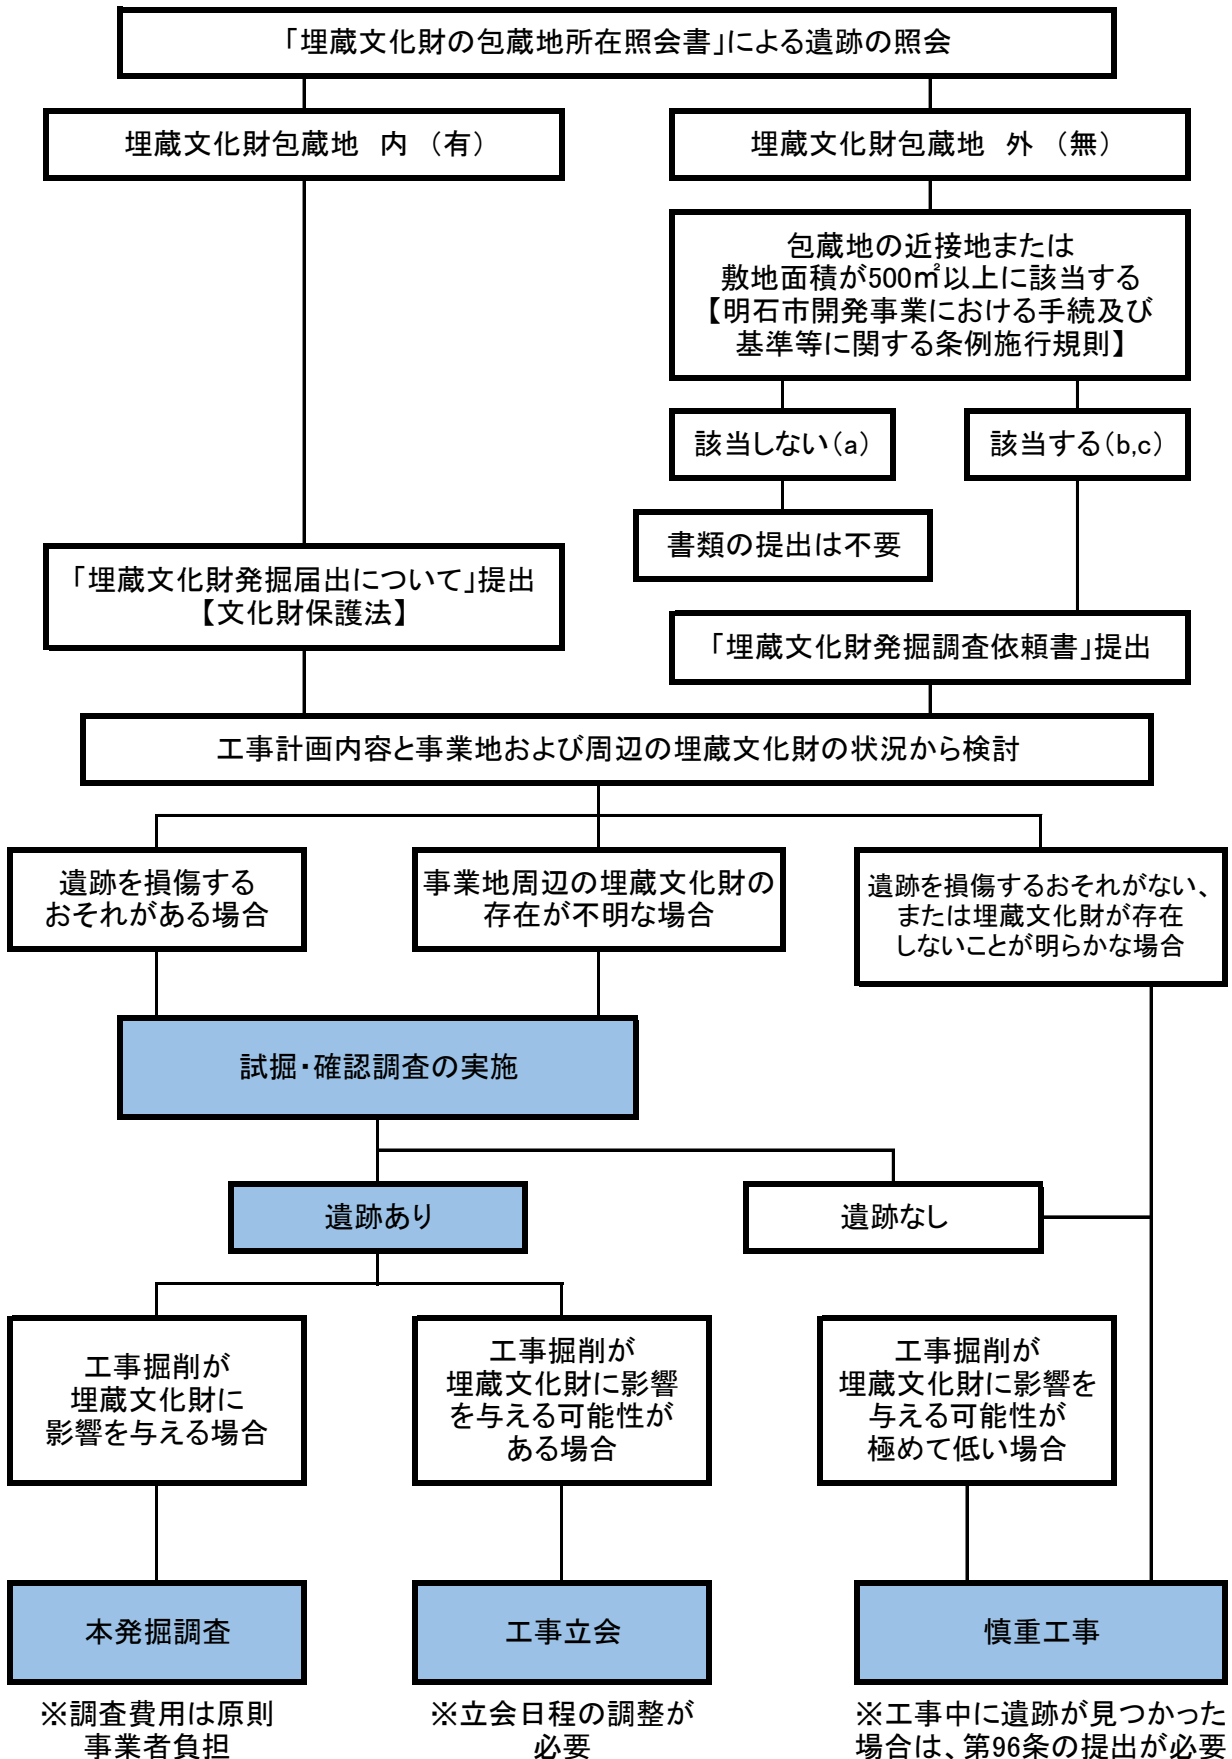 「埋蔵文化財の包蔵地所在照会書」による遺跡の照会
埋蔵文化財包蔵地　内　（有）
埋蔵文化財包蔵地　外　（無）
包蔵地の近接地または
敷地面積が500㎡以上に該当する
【明石市開発事業における手続及び
基準等に関する条例施行規則】
該当しない（a）
該当する（b,c）
書類の提出は不要
「埋蔵文化財発掘届出について」提出
【文化財保護法】
「埋蔵文化財発掘調査依頼書」提出
工事計画内容と事業地および周辺の埋蔵文化財の状況から検討
遺跡を損傷する
おそれがある場合
事業地周辺の埋蔵文化財の
存在が不明な場合
遺跡を損傷するおそれがない、
または埋蔵文化財が存在
しないことが明らかな場合
試掘・確認調査の実施
遺跡あり
遺跡なし
工事掘削が
埋蔵文化財に
影響を与える場合
工事掘削が
埋蔵文化財に影響
を与える可能性が
ある場合
工事掘削が
埋蔵文化財に影響を
与える可能性が
極めて低い場合
本発掘調査
工事立会
慎重工事
※調査費用は原則
事業者負担
※立会日程の調整が
必要
※工事中に遺跡が見つかった
場合は、第96条の提出が必要